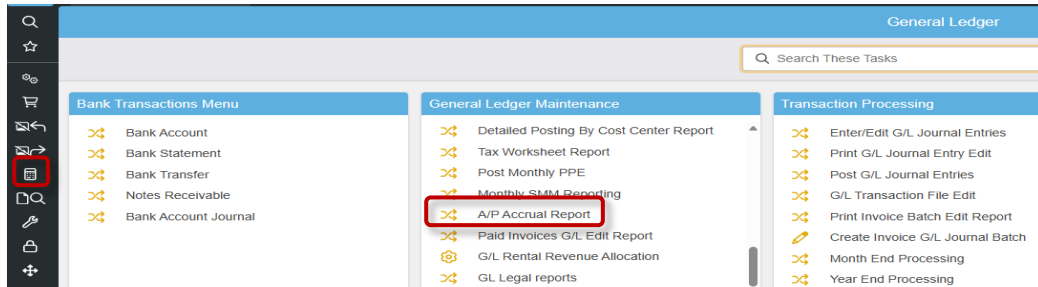 General Ledger
Search These Tasks
Bank Transactions Menu
Bank Account
Bank Statement
Bank Transfer
Notes Receivable
Bank Account Journal
General Ledger Maintenance
Detailed Posting By Cost Center Report
Tax Worksheet Report
Post Monthly PPE
Monthly SMM Reporting
A/P Accrual Report
Paid Invoices G/L Edit Report
G/L Rental Revenue Allocation
GL Legal reports
Transaction Processing
Enter/Edit G/L Journal Entries
Print G/L Journal Entry Edit
Post G/L Journal Entries
G/L Transaction File Edit
Print Invoice Batch Edit Report
Create Invoice G/L Journal Batch
Month End Processing
Year End Processing